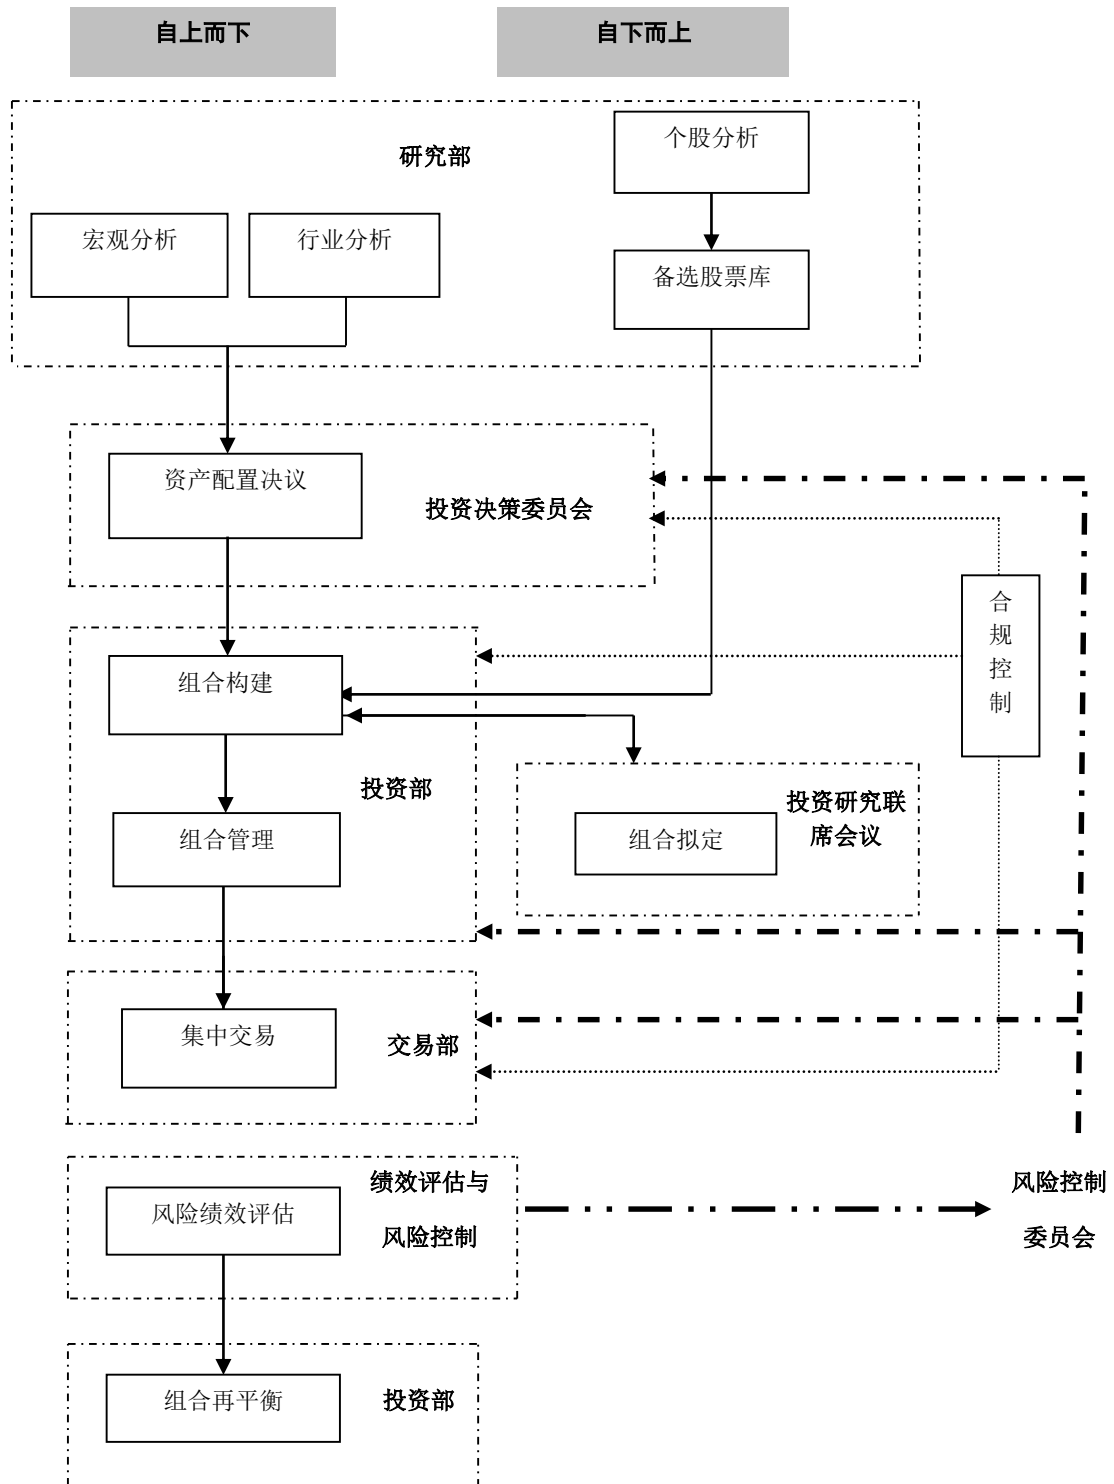 自上而下
自下而上
研究部
个股分析
宏观分析
行业分析
备选股票库
资产配置决议
投资决策委员会
合
规
控
制
组合构建
投资部
投资研究联
席会议
组合管理
组合拟定
集中交易
交易部
绩效评估与
风险控制
风险绩效评估
风险控制
委员会
组合再平衡
投资部